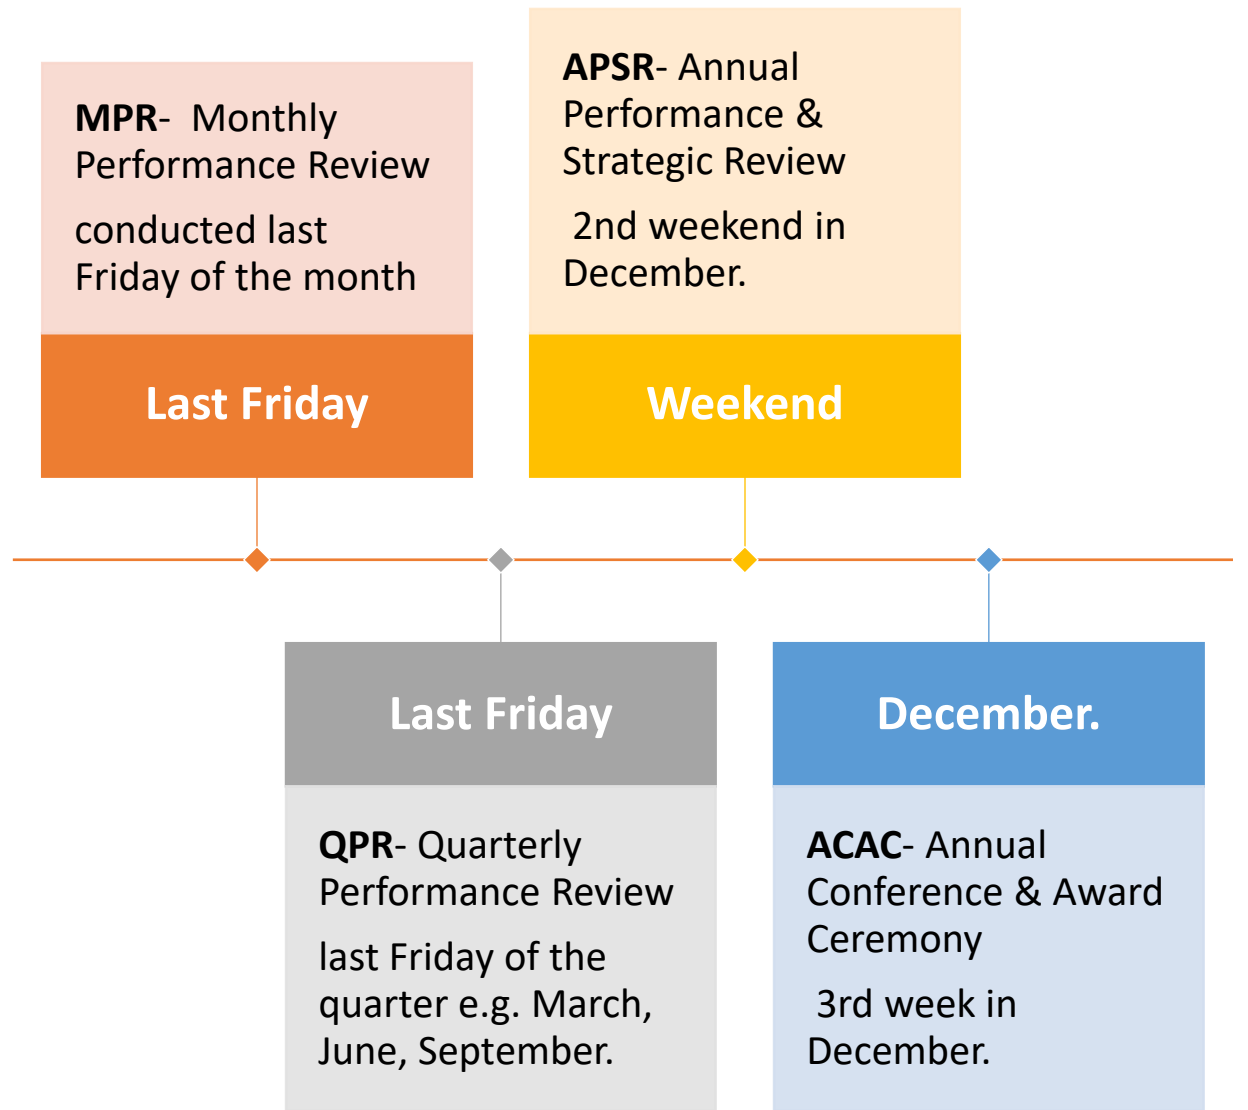 MPR- Monthly
Performance Review
conducted last
Friday of the month
Last Friday
APSR- Annual
Performance &
Strategic Review
2nd weekend in
December.
Weekend
Last Friday
QPR- Quarterly
Performance Review
last Friday of the
quarter e.g. March,
June, September.
December.
ACAC- Annual
Conference & Award
Ceremony
3rd week in
December.